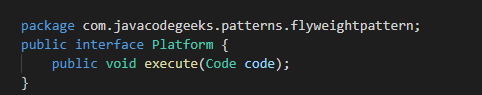 package com.javacodegeeks.patterns.flyweightpattern;
public interface Platform {
    public void execute(Code code);
}